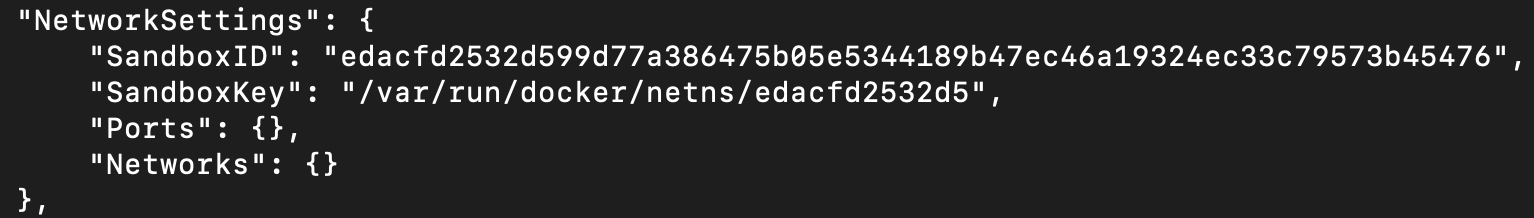 "NetworkSettings": {
    "SandboxID": "edacfd2532d599d77a386475b05e5344189b47ec46a19324ec33c79573b45476",
    "SandboxKey": "/var/run/docker/netns/edacfd2532d5",
    "Ports": {},
    "Networks": {}
},